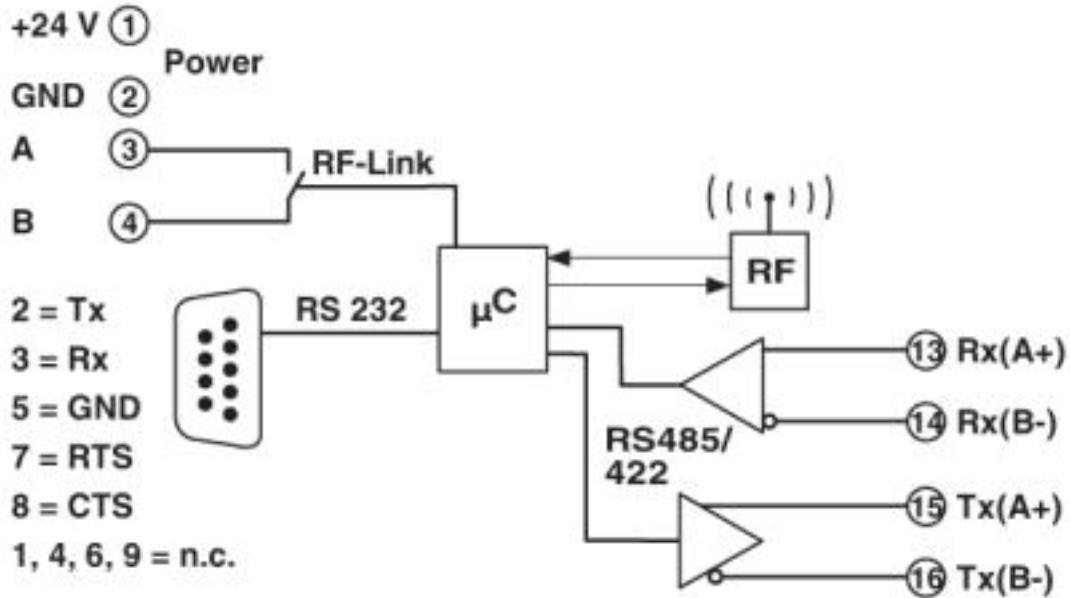 +24 V 1
Power
GND 2
A 3
RF-Link
B 4
RF
µC
2 = Tx
RS 232
3 = Rx
5 = GND
7 = RTS
8 = CTS
1, 4, 6, 9 = n.c.
13 Rx(A+)
14 Rx(B-)
RS485/
422
15 Tx(A+)
16 Tx(B-)